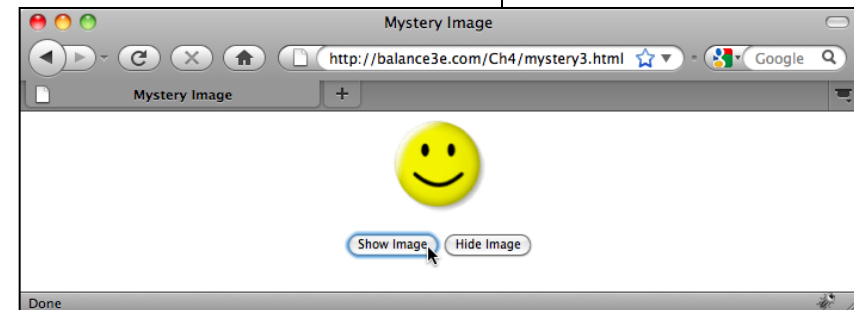 Mystery Image
http://balance3e.com/Ch4/mystery3.html
Google
Mystery Image
Show Image
Hide Image
Done